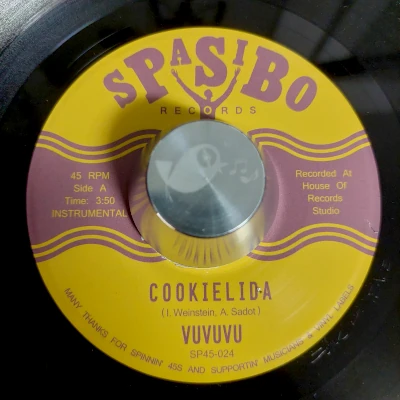 SPASIBO
RECORDS
45 RPM
Side A
Time: 3:50
INSTRUMENTAL
Recorded At
House Of
Records
Studio
COOKIELIDA
( I. Weinstein, A. Sadot )
VUVUVU
SP45-024
MANY THANKS FOR SPINNIN' 45S AND SUPPORTIN' MUSICIANS & VINYL LABELS